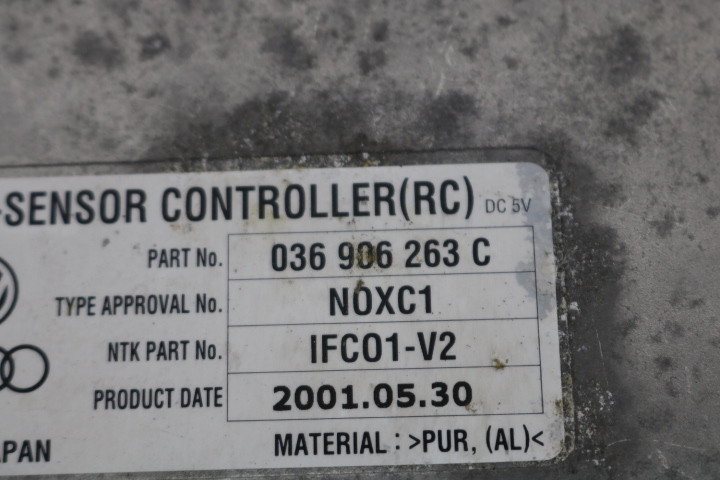 -SENSOR CONTROLLER(RC) DC 5V
PART No. 036 906 263 C
TYPE APPROVAL No. NOXC1
NTK PART No. IFC01-V2
PRODUCT DATE 2001.05.30
MATERIAL : >PUR, (AL)<